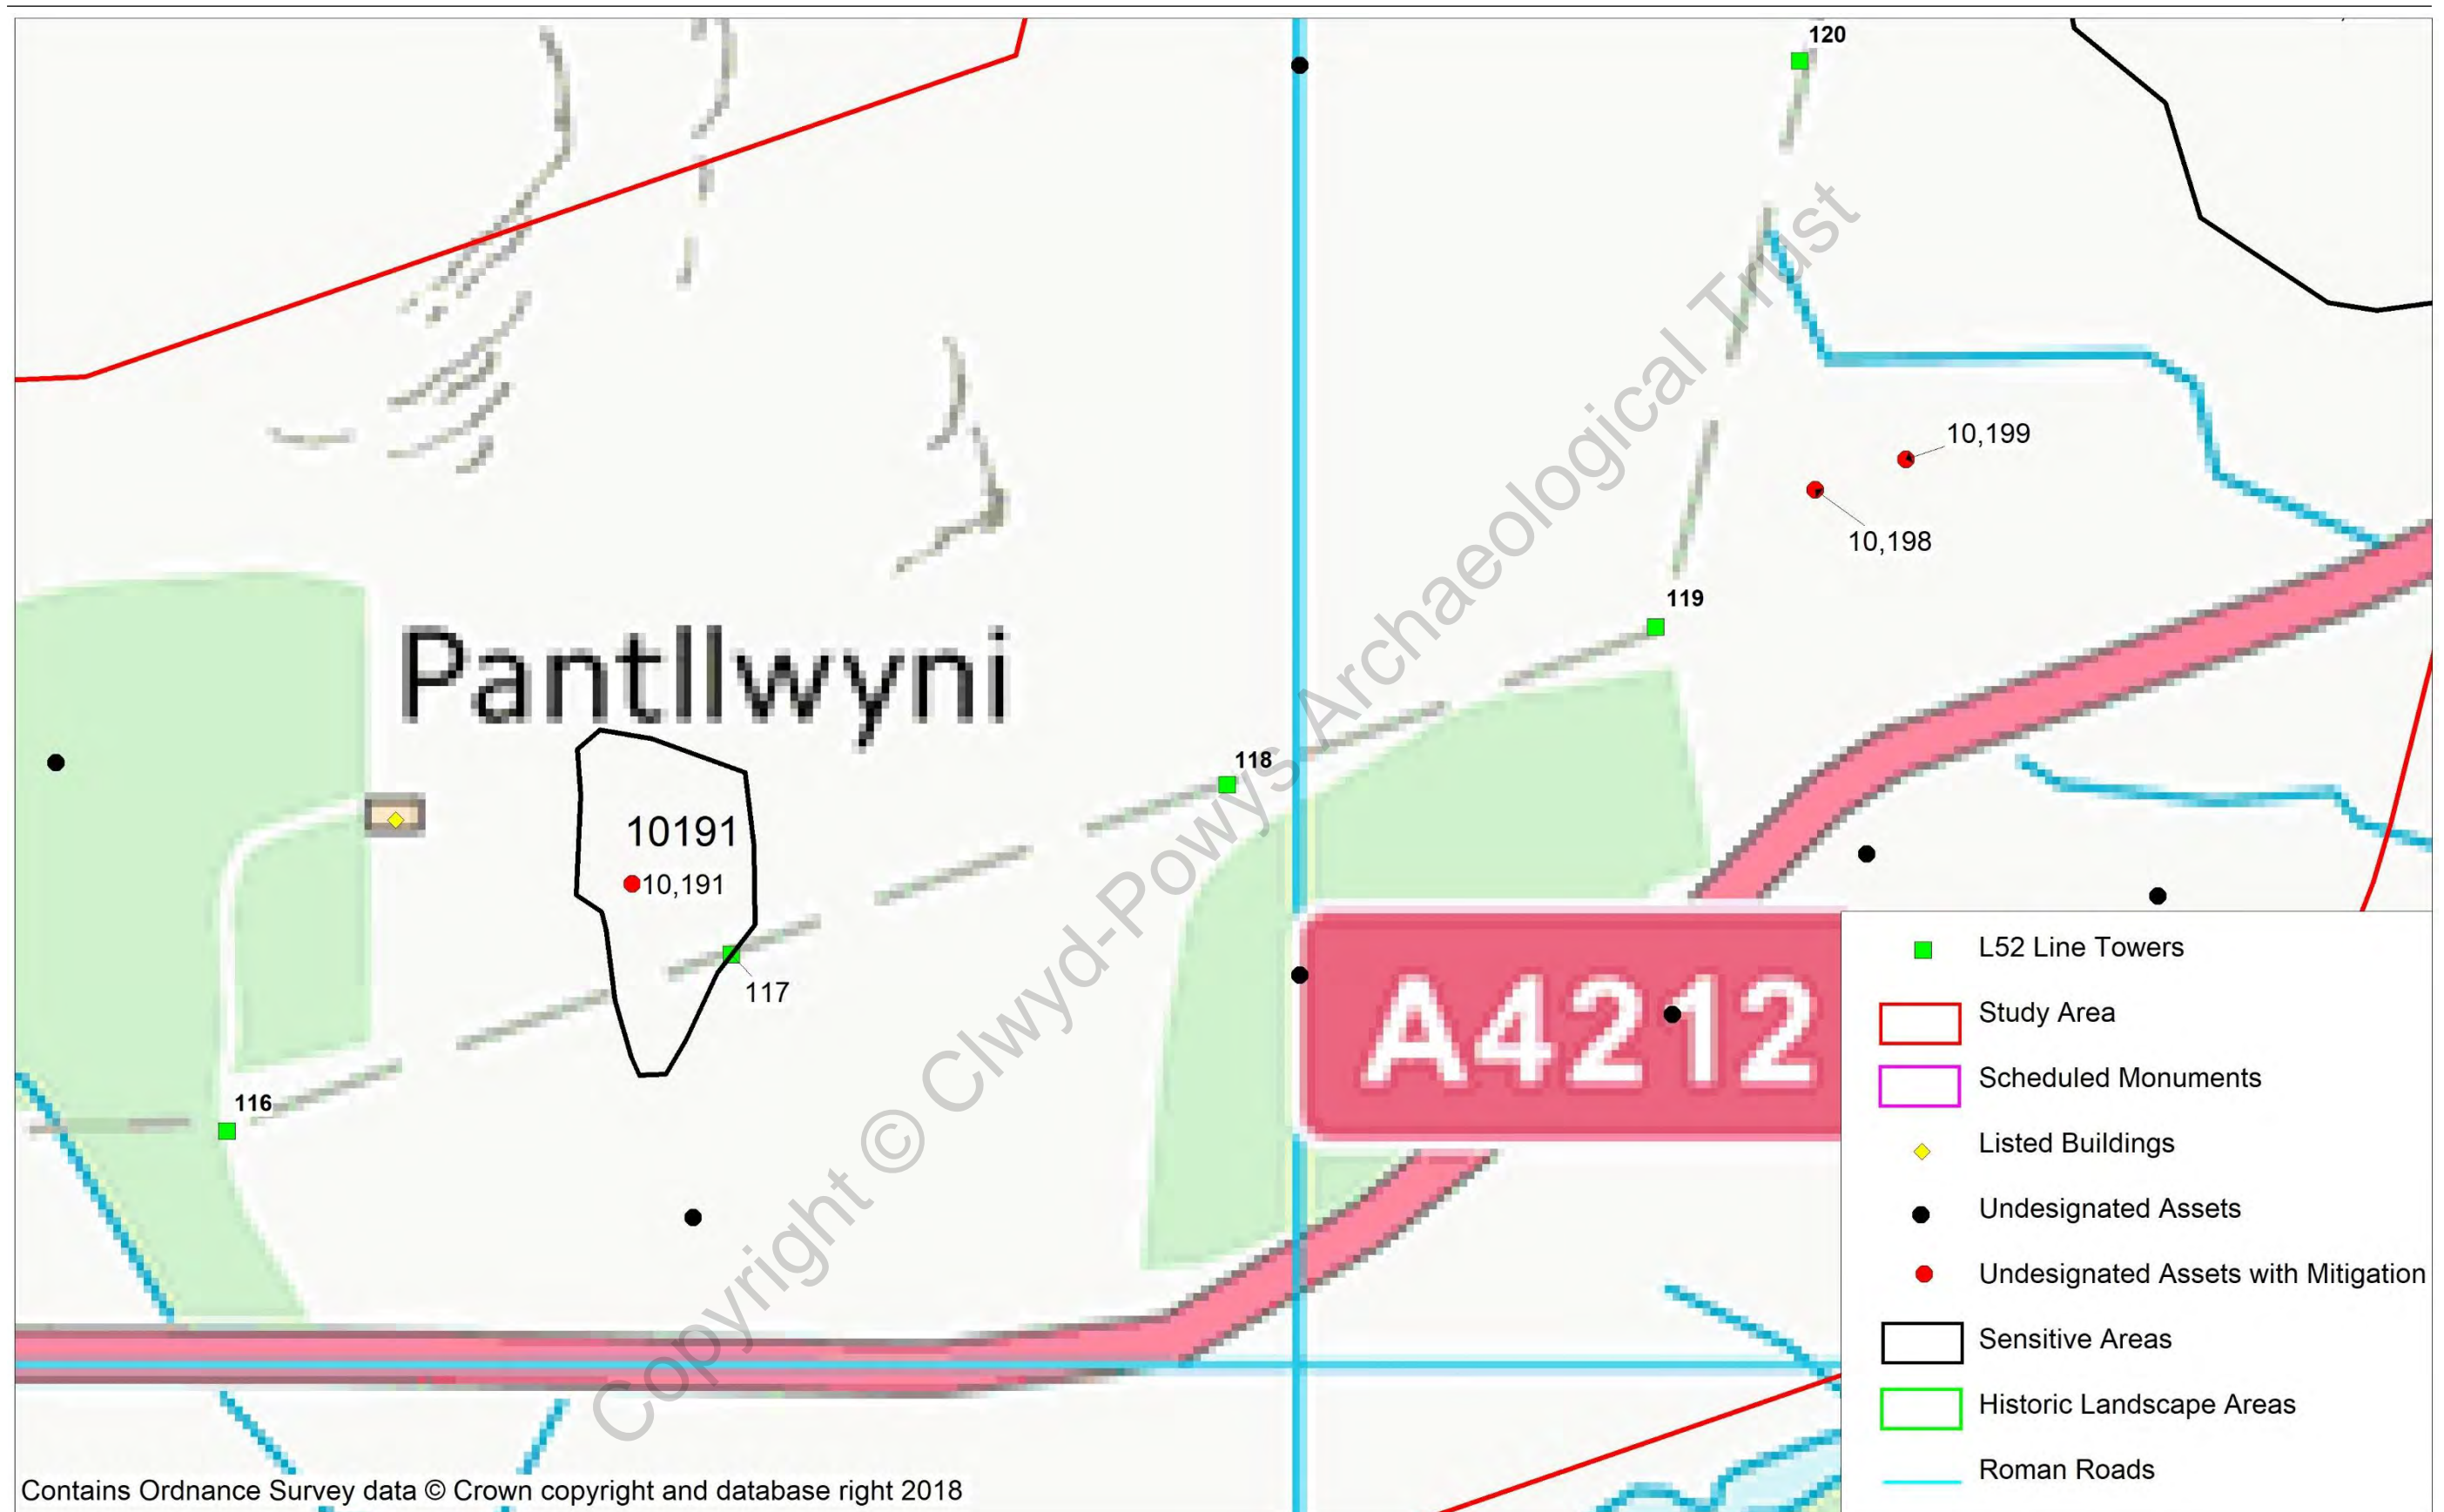 120
10,199
10,198
119
Pantllwyni
118
10191
10,191
117
116
A4212
L52 Line Towers
Study Area
Scheduled Monuments
Listed Buildings
Undesignated Assets
Undesignated Assets with Mitigation
Sensitive Areas
Historic Landscape Areas
Roman Roads
Copyright © Clwyd-Powys Archaeological Trust
Contains Ordnance Survey data © Crown copyright and database right 2018